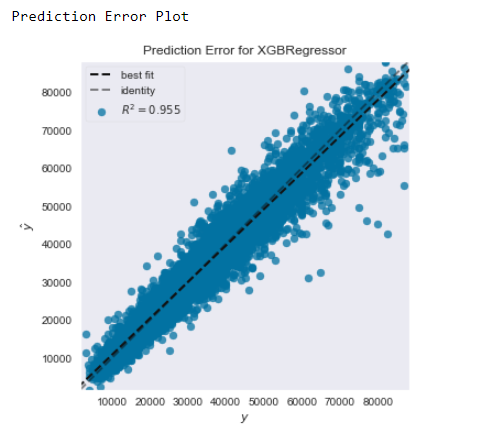 Prediction Error Plot
Prediction Error for XGBRegressor
best fit
identity
R² = 0.955
80000
70000
60000
50000
40000
30000
20000
10000
ŷ
10000 20000 30000 40000 50000 60000 70000 80000
y